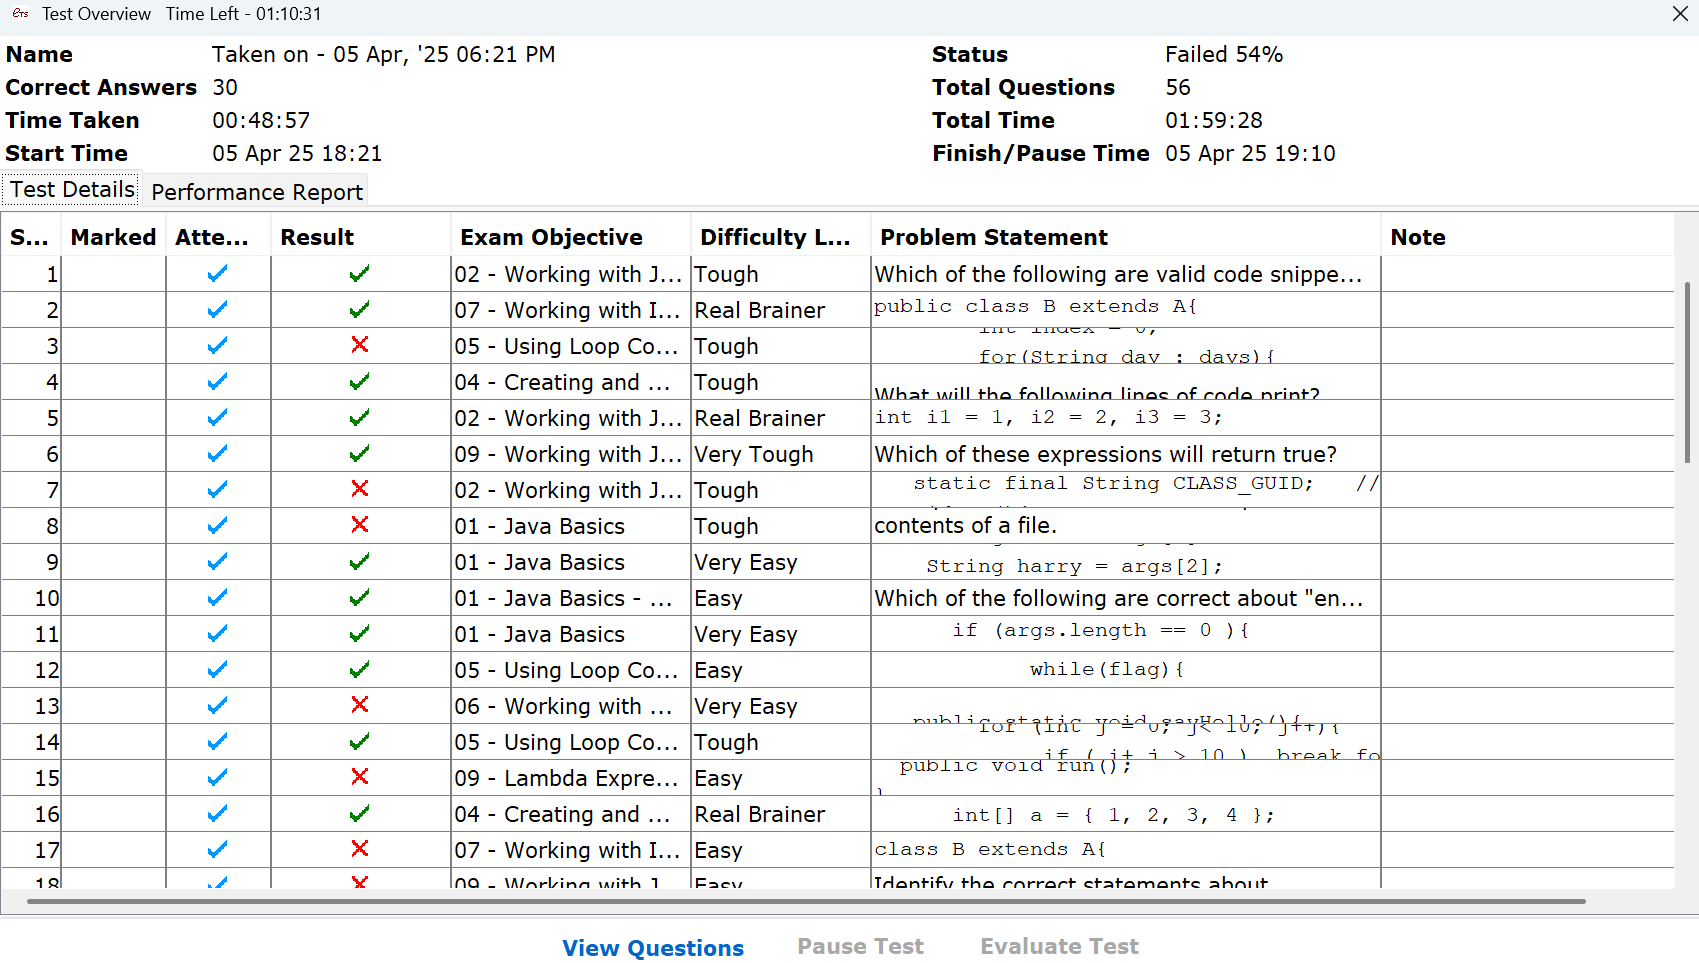 eTs Test Overview Time Left - 01:10:31
Name Taken on - 05 Apr, '25 06:21 PM Status Failed 54%
Correct Answers 30 Total Questions 56
Time Taken 00:48:57 Total Time 01:59:28
Start Time 05 Apr 25 18:21 Finish/Pause Time 05 Apr 25 19:10
Test Details Performance Report
S... Marked Atte... Result Exam Objective Difficulty L... Problem Statement Note
1 02 - Working with J... Tough Which of the following are valid code snippe...
2 07 - Working with I... Real Brainer public class B extends A{
int index = 0;
3 05 - Using Loop Co... Tough
for(String day : days){
4 04 - Creating and ... Tough
What will the following lines of code print?
5 02 - Working with J... Real Brainer int i1 = 1, i2 = 2, i3 = 3;
6 09 - Working with J... Very Tough Which of these expressions will return true?
7 02 - Working with J... Tough static final String CLASS_GUID; //
8 01 - Java Basics Tough contents of a file.
9 01 - Java Basics Very Easy String harry = args[2];
10 01 - Java Basics - ... Easy Which of the following are correct about "en...
11 01 - Java Basics Very Easy if (args.length == 0 ){
12 05 - Using Loop Co... Easy while(flag){
13 06 - Working with ... Very Easy
public static void sayHello(){
for (int j = 0; j< 10; j++){
14 05 - Using Loop Co... Tough
if ( i+ j > 10 ) break fo
public void run();
15 09 - Lambda Expre... Easy
}
16 04 - Creating and ... Real Brainer int[] a = { 1, 2, 3, 4 };
17 07 - Working with I... Easy class B extends A{
18 09 - Working with J... Easy Identify the correct statements about
View Questions Pause Test Evaluate Test